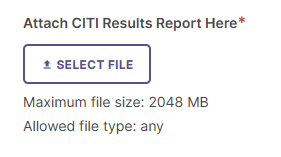 Attach CITI Results Report Here*
SELECT FILE
Maximum file size: 2048 MB
Allowed file type: any